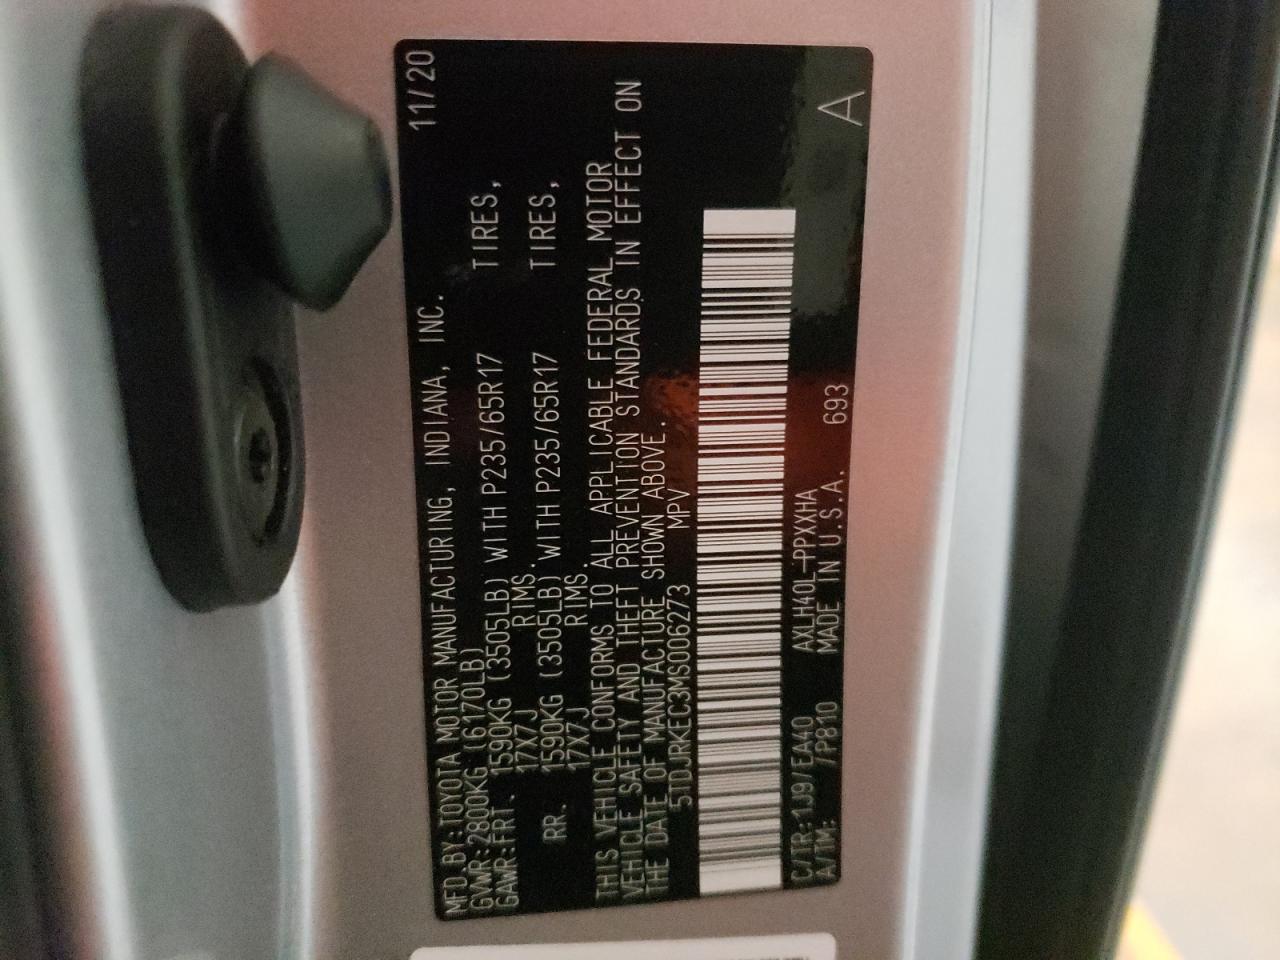 MFD.BY:TOYOTA MOTOR MANUFACTURING, INDIANA, INC. 11/20
GVWR:2800KG(6170LB)
GAWR:FRT. 1590KG (3505LB) WITH P235/65R17 TIRES,
17X7J RIMS.
RR. 1590KG (3505LB) WITH P235/65R17 TIRES,
17X7J RIMS.
THIS VEHICLE CONFORMS TO ALL APPLICABLE FEDERAL MOTOR
VEHICLE SAFETY AND THEFT PREVENTION STANDARDS IN EFFECT ON
THE DATE OF MANUFACTURE SHOWN ABOVE.
5TDJRKEC3MS006273 MPV
C/TR:1J9/EA40 AXLH40L-PPXXHA
A/TM: /P810 MADE IN U.S.A. 693 A